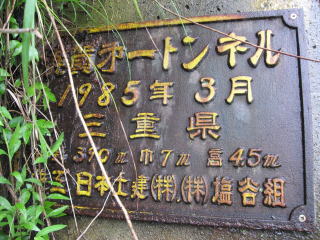 オートンネル
1985年3月
三重県
310m 巾7m 高4.5m
日本土建(株),(株)塩谷組